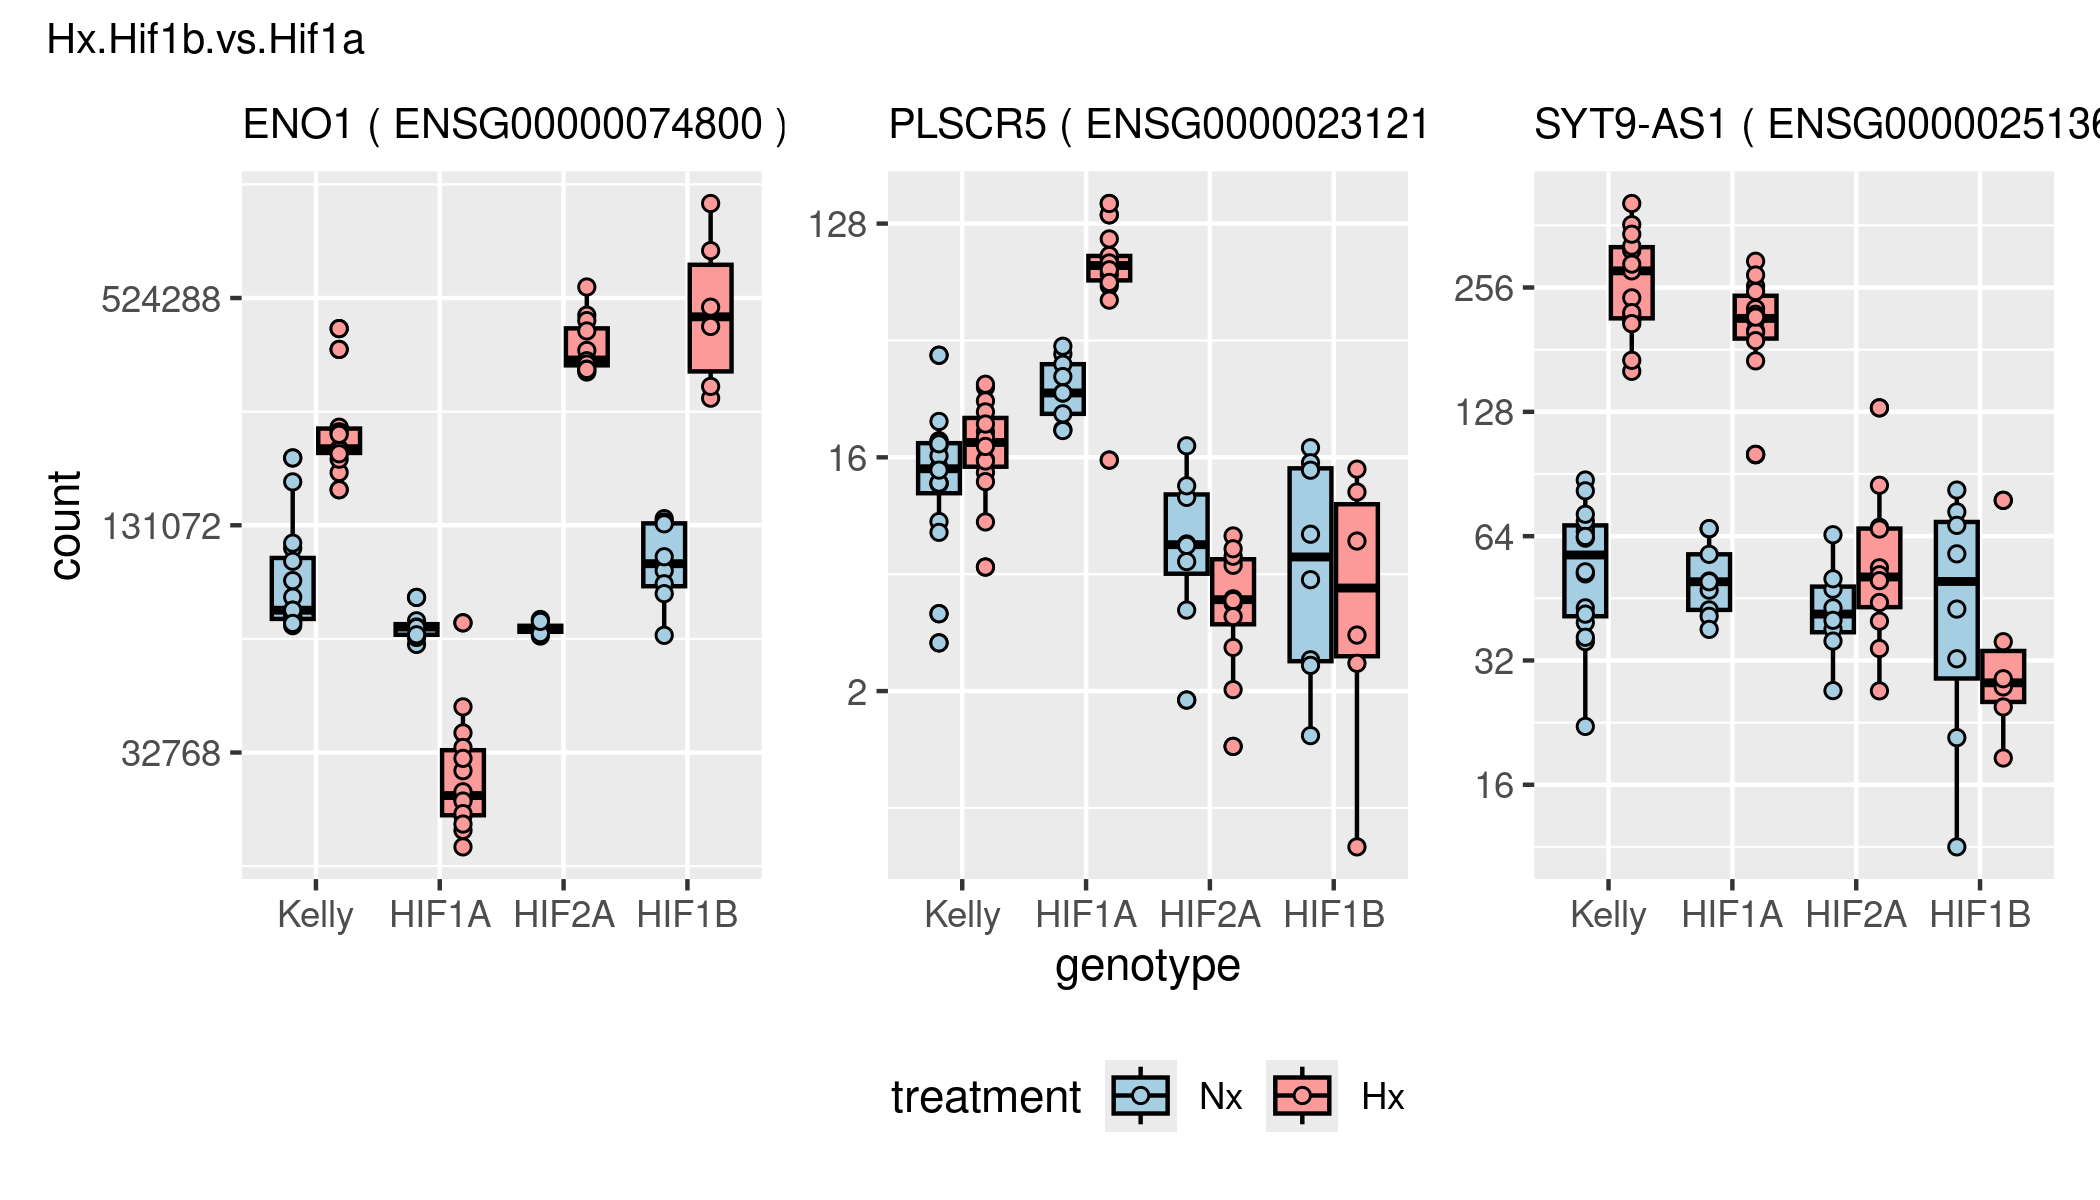 Hx.Hif1b.vs.Hif1a
ENO1 ( ENSG00000074800 )
PLSCR5 ( ENSG0000023121
SYT9-AS1 ( ENSG0000025136
count
524288
131072
32768
128
16
2
256
128
64
32
16
Kelly HIF1A HIF2A HIF1B
Kelly HIF1A HIF2A HIF1B
Kelly HIF1A HIF2A HIF1B
genotype
treatment Nx Hx